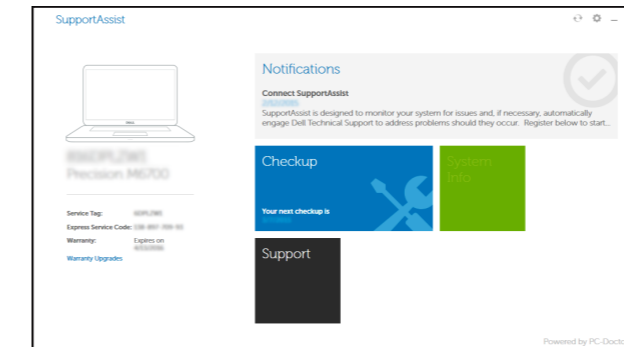 SupportAssist
Notifications
Connect SupportAssist
SupportAssist is designed to monitor your system for issues and, if necessary, automatically
engage Dell Technical Support to address problems should they occur. Register below to start...
Precision M6700
Checkup
System
Info
Your next checkup is
Service Tag:
Express Service Code:
Warranty: Expires on
Warranty Upgrades
Support
Powered by PC-Docto